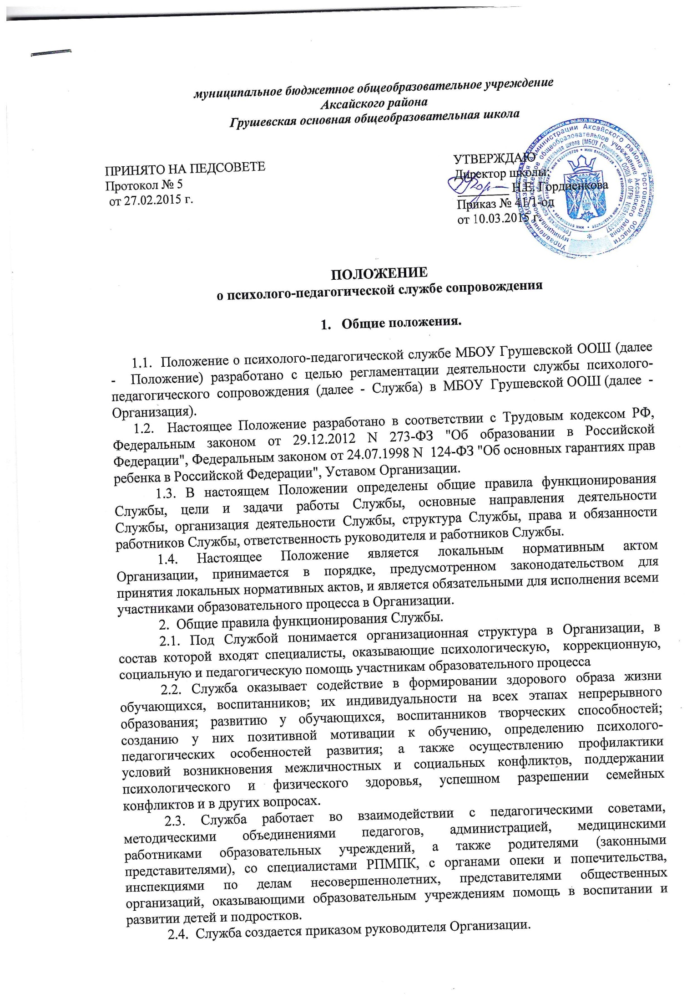 муниципальное бюджетное общеобразовательное учреждение
Аксайского района
Грушевская основная общеобразовательная школа
ПРИНЯТО НА ПЕДСОВЕТЕ
Протокол № 5
от 27.02.2015 г.
УТВЕРЖДАЮ
Директор школы:
Н.Е. Гордиенкова
Приказ № 41/1-од
от 10.03.2015 г.
ПОЛОЖЕНИЕ
о психолого-педагогической службе сопровождения
1. Общие положения.
1.1. Положение о психолого-педагогической службе МБОУ Грушевской ООШ (далее
- Положение) разработано с целью регламентации деятельности службы психолого-
педагогического сопровождения (далее - Служба) в МБОУ Грушевской ООШ (далее -
Организация).
1.2. Настоящее Положение разработано в соответствии с Трудовым кодексом РФ,
Федеральным законом от 29.12.2012 N 273-ФЗ "Об образовании в Российской
Федерации", Федеральным законом от 24.07.1998 N 124-ФЗ "Об основных гарантиях прав
ребенка в Российской Федерации", Уставом Организации.
1.3. В настоящем Положении определены общие правила функционирования
Службы, цели и задачи работы Службы, основные направления деятельности
Службы, организация деятельности Службы, структура Службы, права и обязанности
работников Службы, ответственность руководителя и работников Службы.
1.4. Настоящее Положение является локальным нормативным актом
Организации, принимается в порядке, предусмотренном законодательством для
принятия локальных нормативных актов, и является обязательными для исполнения всеми
участниками образовательного процесса в Организации.
2. Общие правила функционирования Службы.
2.1. Под Службой понимается организационная структура в Организации, в
состав которой входят специалисты, оказывающие психологическую, коррекционную,
социальную и педагогическую помощь участникам образовательного процесса
2.2. Служба оказывает содействие в формировании здорового образа жизни
обучающихся, воспитанников; их индивидуальности на всех этапах непрерывного
образования; развитию у обучающихся, воспитанников творческих способностей;
созданию у них позитивной мотивации к обучению, определению психолого-
педагогических особенностей развития; а также осуществлению профилактики
условий возникновения межличностных и социальных конфликтов, поддержании
психологического и физического здоровья, успешном разрешении семейных
конфликтов и в других вопросах.
2.3. Служба работает во взаимодействии с педагогическими советами,
методическими объединениями педагогов, администрацией, медицинскими
работниками образовательных учреждений, а также родителями (законными
представителями), со специалистами РПМПК, с органами опеки и попечительства,
инспекциями по делам несовершеннолетних, представителями общественных
организаций, оказывающими образовательным учреждениям помощь в воспитании и
развитии детей и подростков.
2.4. Служба создается приказом руководителя Организации.
Управление образования Администрации Аксайского района Ростовской области
муниципальное бюджетное общеобразовательное учреждение Аксайского района
Грушевская основная общеобразовательная школа (МБОУ Грушевская ООШ) * ОГРН 1026100665337
ИНН 6102009726